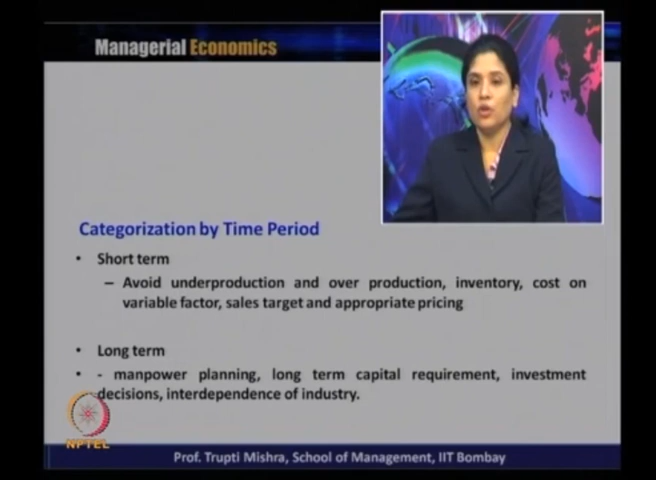 Managerial Economics
Categorization by Time Period
• Short term
– Avoid underproduction and over production, inventory, cost on
variable factor, sales target and appropriate pricing
• Long term
• - manpower planning, long term capital requirement, investment
decisions, interdependence of industry.
NPTEL
Prof. Trupti Mishra, School of Management, IIT Bombay